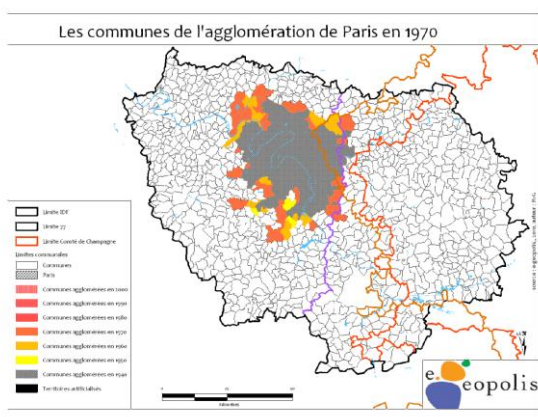 Les communes de l'agglomération de Paris en 1970
Limite IDF
Limite 77
Limite Comté de Champagne
Limites communales
Communes
Paris
Communes agglomérées en 2000
Communes agglomérées en 1990
Communes agglomérées en 1980
Communes agglomérées en 1970
Communes agglomérées en 1960
Communes agglomérées en 1950
Communes agglomérées en 1940
Territoires artificialisés
Kilomètres
e.
eopolis